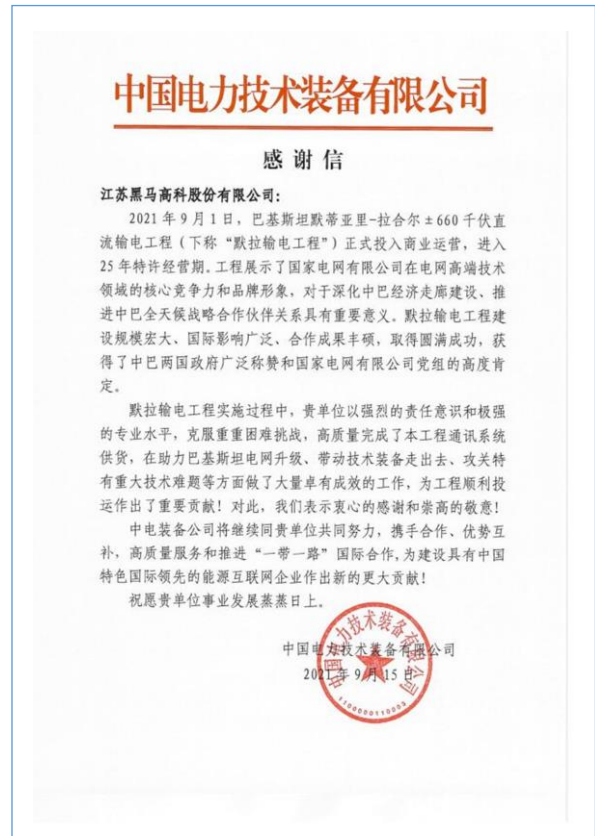 中国电力技术装备有限公司
感谢信
江苏黑马高科股份有限公司:
2021年9月1日,巴基斯坦默蒂亚里-拉合尔±660千伏直
流输电工程(下称“默拉输电工程”)正式投入商业运营,进入
25年特许经营期。工程展示了国家电网有限公司在电网高端技术
领域的核心竞争力和品牌形象,对于深化中巴经济走廊建设、推
进中巴全天候战略合作伙伴关系具有重要意义。默拉输电工程建
设规模宏大、国际影响广泛、合作成果丰硕,取得圆满成功,获
得了中巴两国政府广泛称赞和国家电网有限公司党组的高度肯
定。
默拉输电工程实施过程中,贵单位以强烈的责任意识和极强
的专业水平,克服重重困难挑战,高质量完成了本工程通讯系统
供货,在助力巴基斯坦电网升级、带动技术装备走出去、攻关特
有重大技术难题等方面做了大量卓有成效的工作,为工程顺利投
运作出了重要贡献!对此,我们表示衷心的感谢和崇高的敬意!
中电装备公司将继续同贵单位共同努力,携手合作、优势互
补,高质量服务和推进“一带一路”国际合作,为建设具有中国
特色国际领先的能源互联网企业作出新的更大贡献!
祝愿贵单位事业发展蒸蒸日上。
中国电力技术装备有限公司
2021年9月15日
中国电力技术装备有限公司
1100000110002